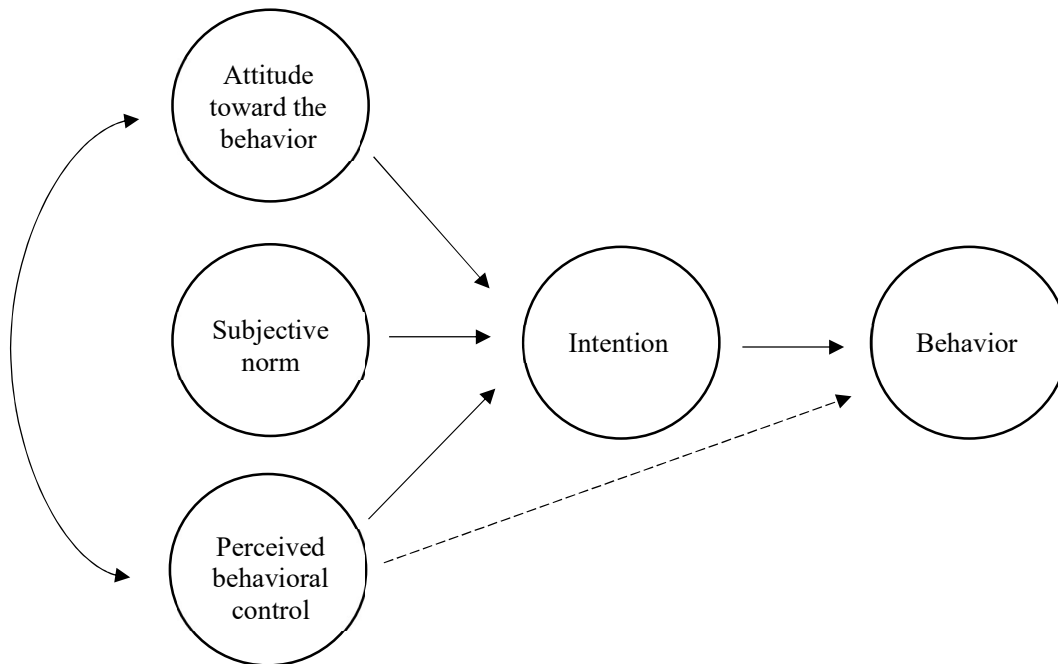 Attitude
toward the
behavior
Subjective
norm
Intention
Behavior
Perceived
behavioral
control